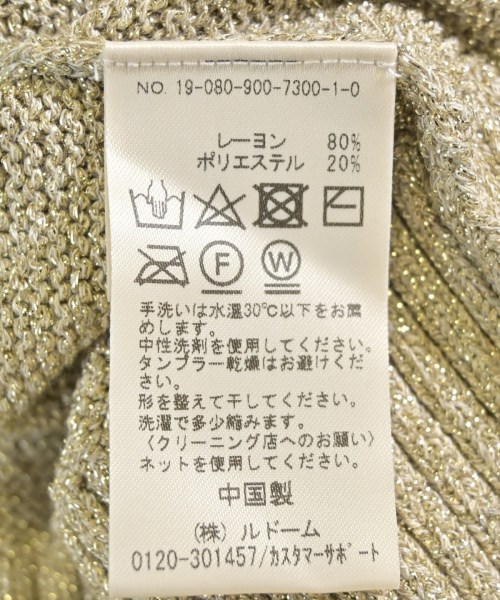 NO. 19-080-900-7300-1-0
レーヨン 80%
ポリエステル 20%
F W
手洗いは水温30℃以下をお薦
めします。
中性洗剤を使用してください。
タンブラー乾燥はお避けくだ
さい。
形を整えて干してください。
洗濯で多少縮みます。
〈クリーニング店へのお願い〉
ネットを使用してください。
中国製
(株) ルドーム
0120-301457/カスタマーサポート